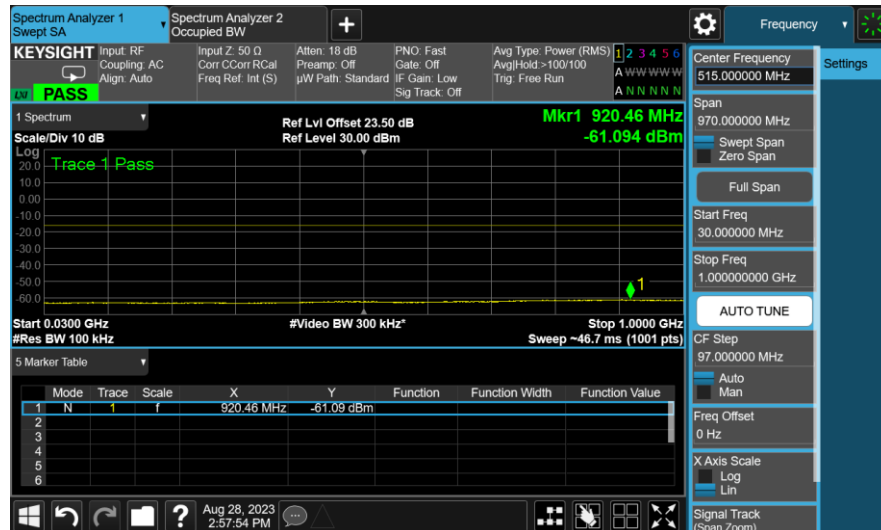 Spectrum Analyzer 1
Swept SA
Spectrum Analyzer 2
Occupied BW
Frequency
KEYSIGHT
Input: RF
Coupling: AC
Align: Auto
Input Z: 50 Ω
Corr CCorr RCal
Freq Ref: Int (S)
Atten: 18 dB
Preamp: Off
µW Path: Standard
PNO: Fast
Gate: Off
IF Gain: Low
Sig Track: Off
Avg Type: Power (RMS)
Avg|Hold:>100/100
Trig: Free Run
1 2 3 4 5 6
A W W W W W
A N N N N N
LXI
PASS
1 Spectrum
Scale/Div 10 dB
Ref Lvl Offset 23.50 dB
Ref Level 30.00 dBm
Mkr1 920.46 MHz
-61.094 dBm
Log
Trace 1 Pass
20.0
10.0
0.00
-10.0
-20.0
-30.0
-40.0
-50.0
-60.0
1
Start 0.0300 GHz
#Res BW 100 kHz
#Video BW 300 kHz*
Stop 1.0000 GHz
Sweep ~46.7 ms (1001 pts)
5 Marker Table
Mode Trace Scale X Y Function Function Width Function Value
1 N 1 f 920.46 MHz -61.09 dBm
2
3
4
5
6
Aug 28, 2023
2:57:54 PM
Center Frequency
515.000000 MHz
Span
970.000000 MHz
Swept Span
Zero Span
Full Span
Start Freq
30.000000 MHz
Stop Freq
1.000000000 GHz
AUTO TUNE
CF Step
97.000000 MHz
Auto
Man
Freq Offset
0 Hz
X Axis Scale
Log
Lin
Signal Track
(Span Zoom)
Settings